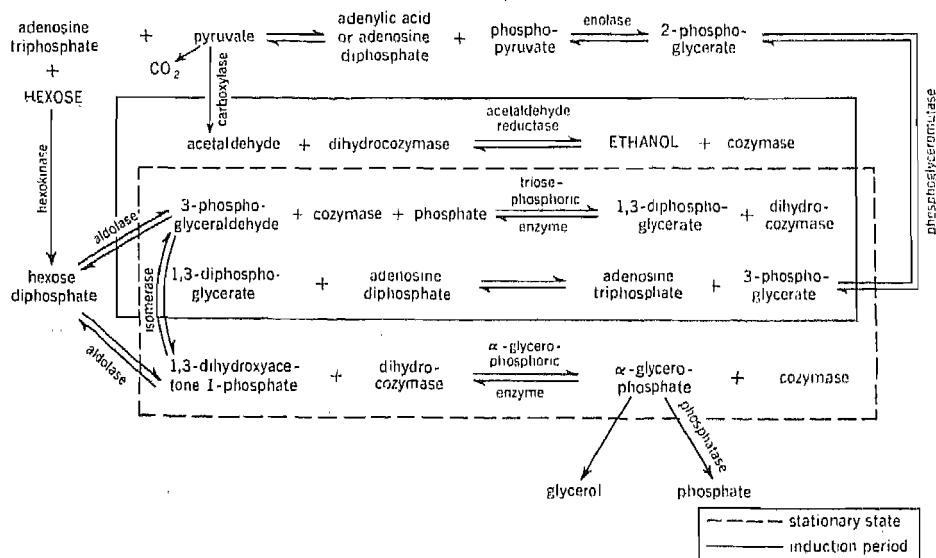 adenosine triphosphate + pyruvate adenylic acid or adenosine diphosphate + phospho-pyruvate enolase 2-phospho-glycerate
+
CO2
HEXOSE
carboxylase
hexokinase
phosphoglyceromutase
acetaldehyde + dihydrocozymase acetaldehyde reductase ETHANOL + cozymase
aldolase
3-phospho-glyceraldehyde + cozymase + phosphate triose-phosphoric enzyme 1,3-diphospho-glycerate + dihydro-cozymase
hexose diphosphate
isomerase
1,3-diphospho-glycerate + adenosine diphosphate adenosine triphosphate + 3-phospho-glycerate
aldolase
1,3-dihydroxyace-tone 1-phosphate + dihydro-cozymase α-glycero-phosphoric enzyme α-glycero-phosphate + cozymase
phosphatase
glycerol phosphate
stationary state
induction period